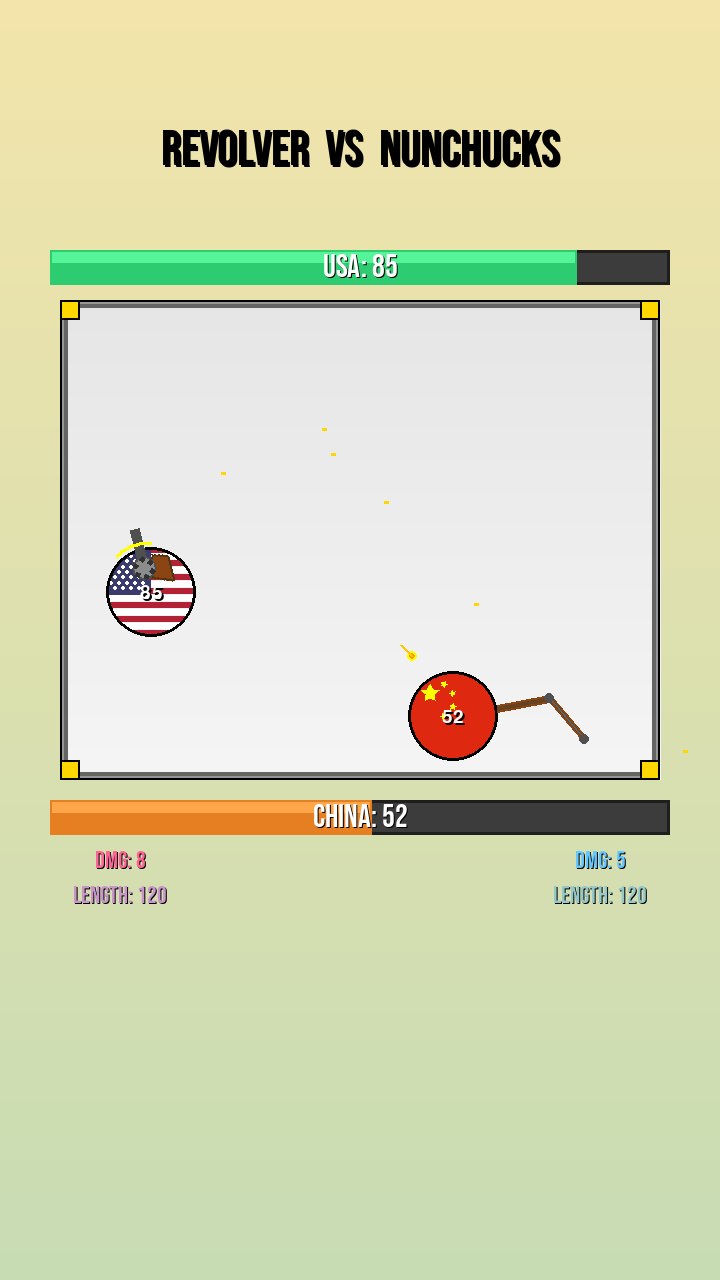 REVOLVER VS NUNCHUCKS
USA: 85
85
52
CHINA: 52
DMG: 8
DMG: 5
LENGTH: 120
LENGTH: 120